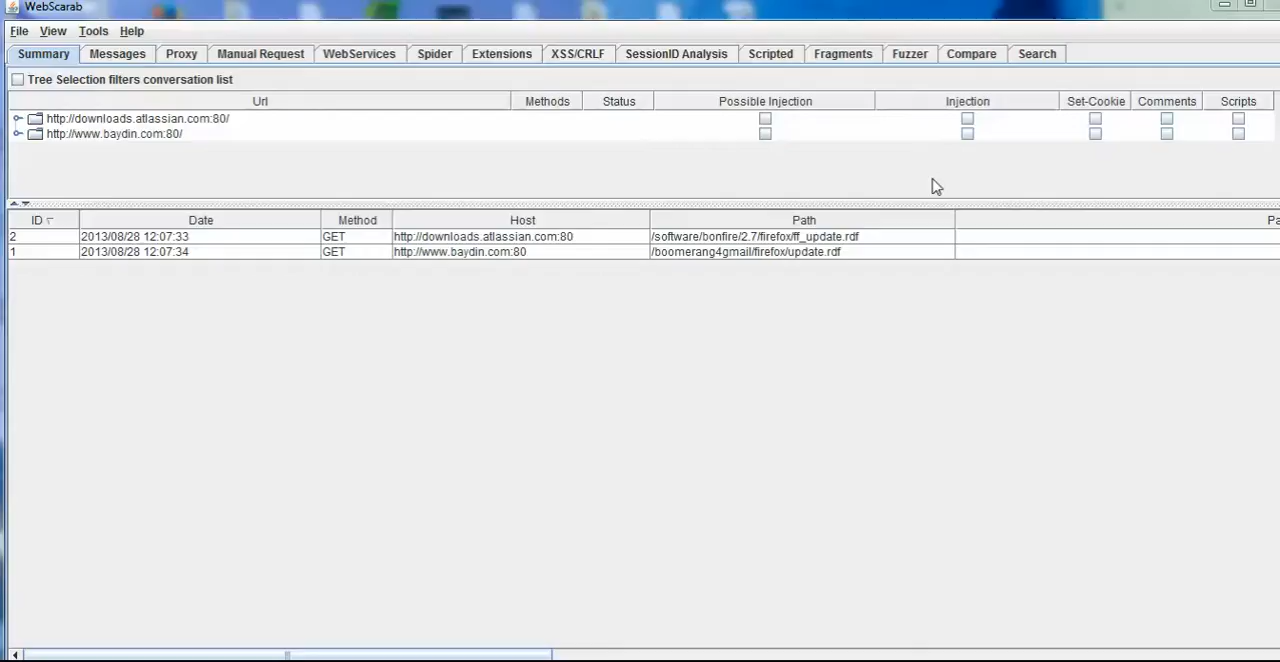 WebScarab
File View Tools Help
Summary Messages Proxy Manual Request WebServices Spider Extensions XSS/CRLF SessionID Analysis Scripted Fragments Fuzzer Compare Search
Tree Selection filters conversation list
Url Methods Status Possible Injection Injection Set-Cookie Comments Scripts
http://downloads.atlassian.com:80/
http://www.baydin.com:80/
ID Date Method Host Path Pa
2 2013/08/28 12:07:33 GET http://downloads.atlassian.com:80 /software/bonfire/2.7/firefox/ff_update.rdf
1 2013/08/28 12:07:34 GET http://www.baydin.com:80 /boomerang4gmail/firefox/update.rdf